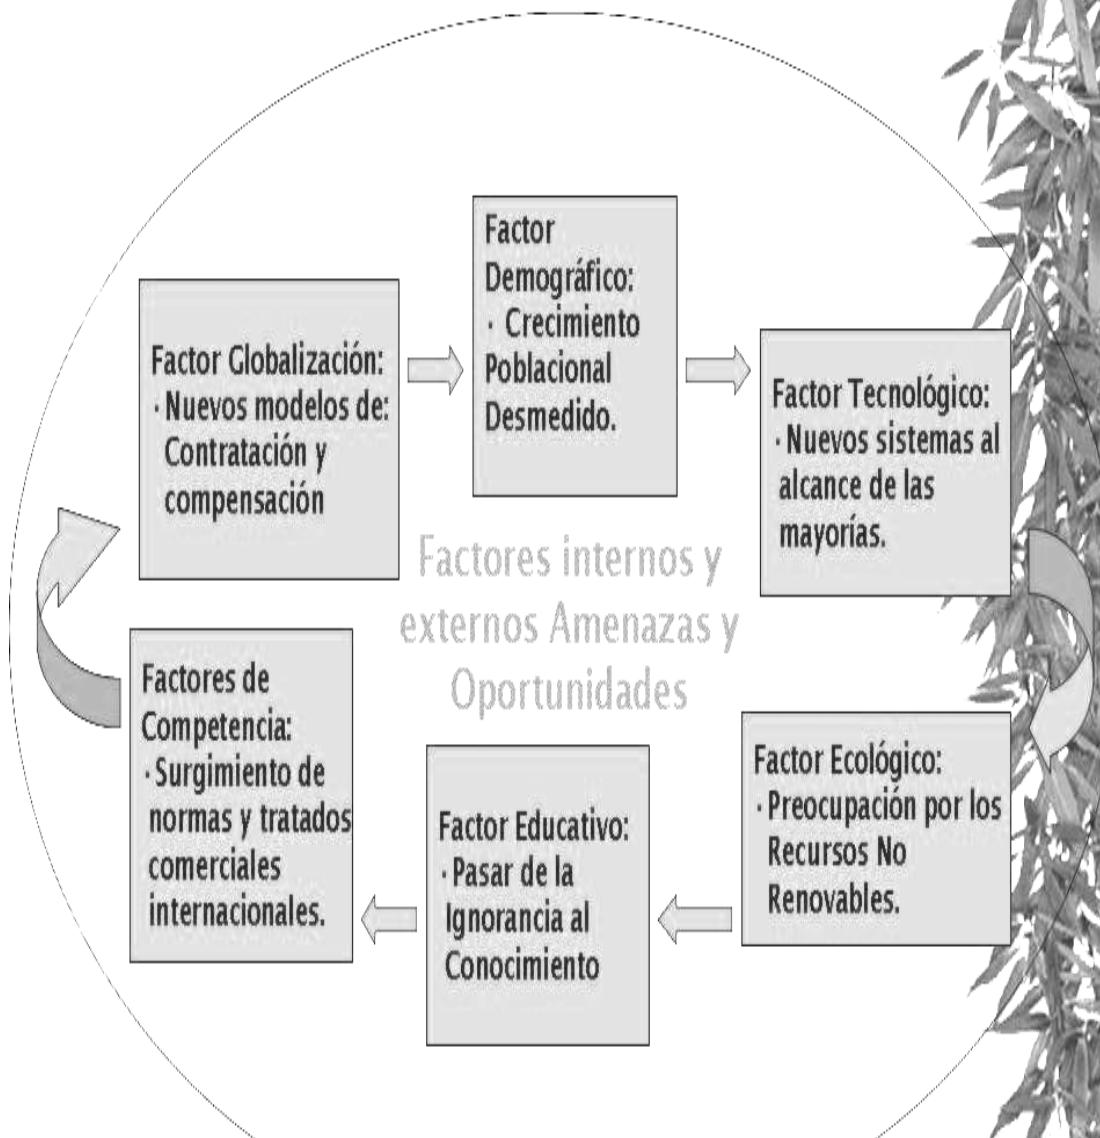 Factor Globalización:
· Nuevos modelos de:
Contratación y
compensación
Factor
Demográfico:
· Crecimiento
Poblacional
Desmedido.
Factor Tecnológico:
· Nuevos sistemas al
alcance de las
mayorías.
Factores internos y
externos Amenazas y
Oportunidades
Factor Ecológico:
· Preocupación por los
Recursos No
Renovables.
Factor Educativo:
· Pasar de la
Ignorancia al
Conocimiento
Factores de
Competencia:
· Surgimiento de
normas y tratados
comerciales
internacionales.